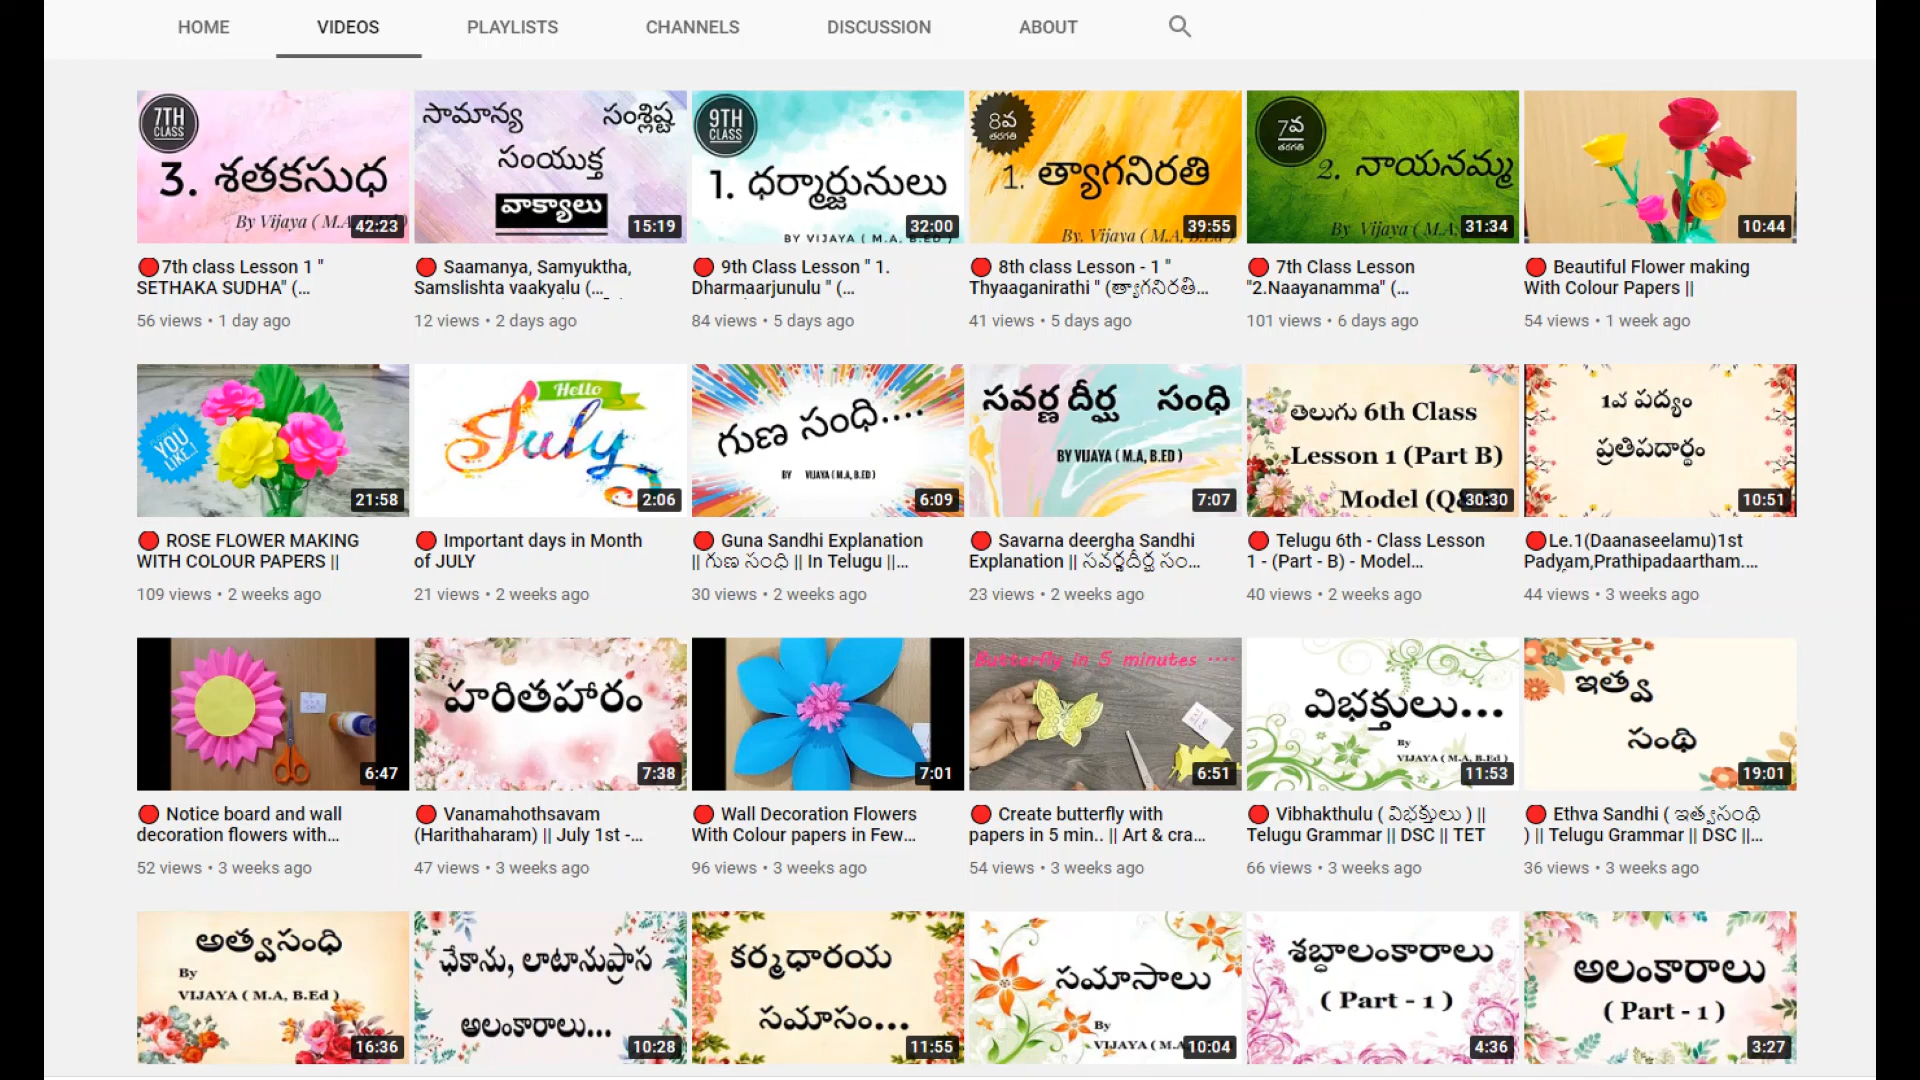 HOME VIDEOS PLAYLISTS CHANNELS DISCUSSION ABOUT
7TH
CLASS
3. శతకసుధ
By Vijaya ( M.A
42:23
🔴7th class Lesson 1 "
SETHAKA SUDHA" (...
56 views • 1 day ago
సామాన్య సంశ్లిష్ట
సంయుక్త
వాక్యాలు
15:19
🔴 Saamanya, Samyuktha,
Samslishta vaakyalu (...
12 views • 2 days ago
9TH
CLASS
1. ధర్మార్జునులు
BY VIJAYA ( M.A, B.ED )
32:00
🔴 9th Class Lesson " 1.
Dharmaarjunulu " (...
84 views • 5 days ago
8వ
తరగతి
1. త్యాగనిరతి
By, Vijaya ( M.A, B.Ed )
39:55
🔴 8th class Lesson - 1 "
Thyaaganirathi " (త్యాగనిరతి...
41 views • 5 days ago
7వ
తరగతి
2. నాయనమ్మ
By Vijaya ( M.A,
31:34
🔴 7th Class Lesson
"2.Naayanamma" (...
101 views • 6 days ago
10:44
🔴 Beautiful Flower making
With Colour Papers ||
54 views • 1 week ago
YOU
LIKE..!
21:58
🔴 ROSE FLOWER MAKING
WITH COLOUR PAPERS ||
109 views • 2 weeks ago
Hello
July
2:06
🔴 Important days in Month
of JULY
21 views • 2 weeks ago
గుణ సంధి....
BY VIJAYA ( M.A, B.ED )
6:09
🔴 Guna Sandhi Explanation
|| గుణ సంధి || In Telugu ||...
30 views • 2 weeks ago
సవర్ణ దీర్ఘ సంధి
BY VIJAYA ( M.A, B.ED )
7:07
🔴 Savarna deergha Sandhi
Explanation || సవర్ణదీర్ఘ సం...
23 views • 2 weeks ago
తెలుగు 6th Class
Lesson 1 (Part B)
Model (Q&
30:30
🔴 Telugu 6th - Class Lesson
1 - (Part - B) - Model...
40 views • 2 weeks ago
1వ పద్యం
ప్రతిపదార్థం
10:51
🔴Le.1(Daanaseelamu)1st
Padyam,Prathipadaartham....
44 views • 3 weeks ago
6:47
🔴 Notice board and wall
decoration flowers with...
52 views • 3 weeks ago
హరితహారం
7:38
🔴 Vanamahothsavam
(Harithaharam) || July 1st -...
47 views • 3 weeks ago
7:01
🔴 Wall Decoration Flowers
With Colour papers in Few...
96 views • 3 weeks ago
Butterfly in 5 minutes ....
6:51
🔴 Create butterfly with
papers in 5 min.. || Art & cra...
54 views • 3 weeks ago
విభక్తులు...
By
VIJAYA ( M.A, B.Ed )
11:53
🔴 Vibhakthulu ( విభక్తులు ) ||
Telugu Grammar || DSC || TET
66 views • 3 weeks ago
ఇత్వ
సంధి
19:01
🔴 Ethva Sandhi ( ఇత్వసంధి
) || Telugu Grammar || DSC ||...
36 views • 3 weeks ago
అత్వసంధి
By
VIJAYA ( M.A, B.Ed )
16:36
ఛేకాను, లాటానుప్రాస
అలంకారాలు...
10:28
కర్మధారయ
సమాసం...
11:55
సమాసాలు
By
VIJAYA ( M.A
10:04
శబ్దాలంకారాలు
( Part - 1 )
4:36
అలంకారాలు
( Part - 1 )
3:27